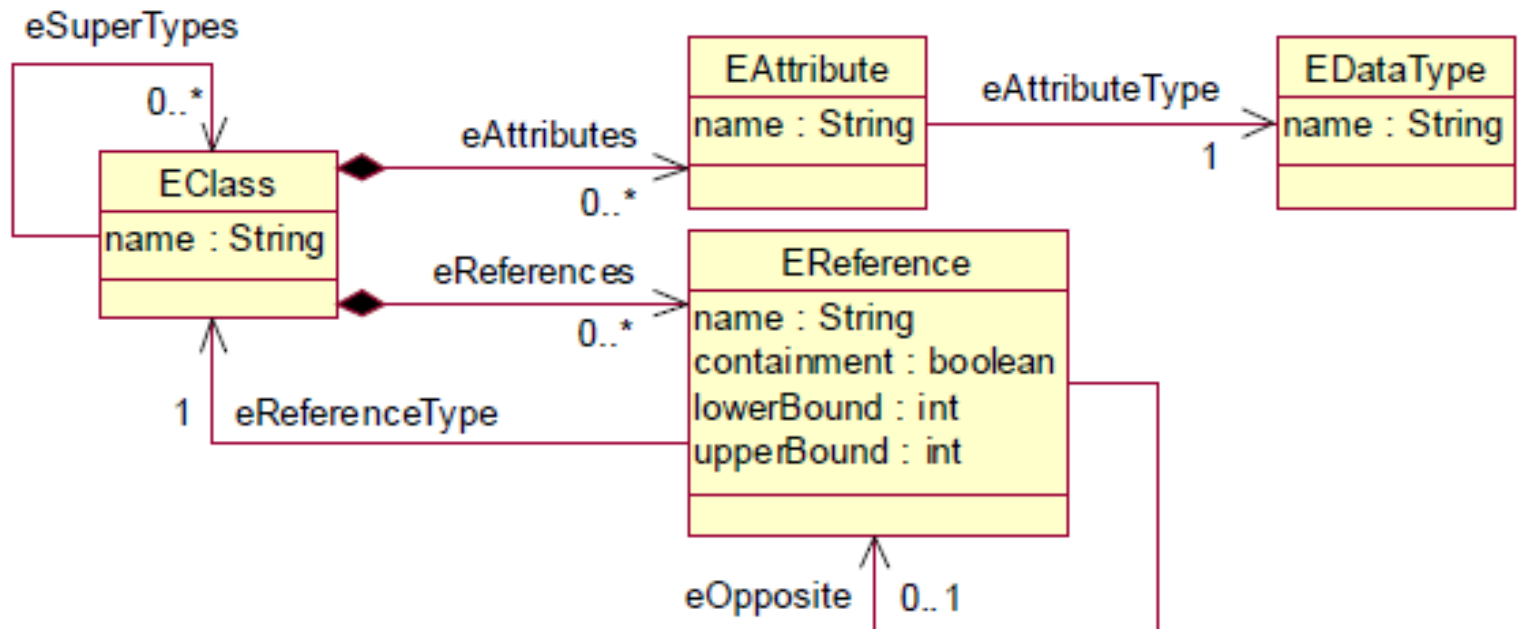 eSuperTypes
0..*
EClass
name : String
eAttributes
0..*
EAttribute
name : String
eAttributeType
1
EDataType
name : String
eReferences
0..*
EReference
name : String
containment : boolean
lowerBound : int
upperBound : int
1
eReferenceType
eOpposite
0..1